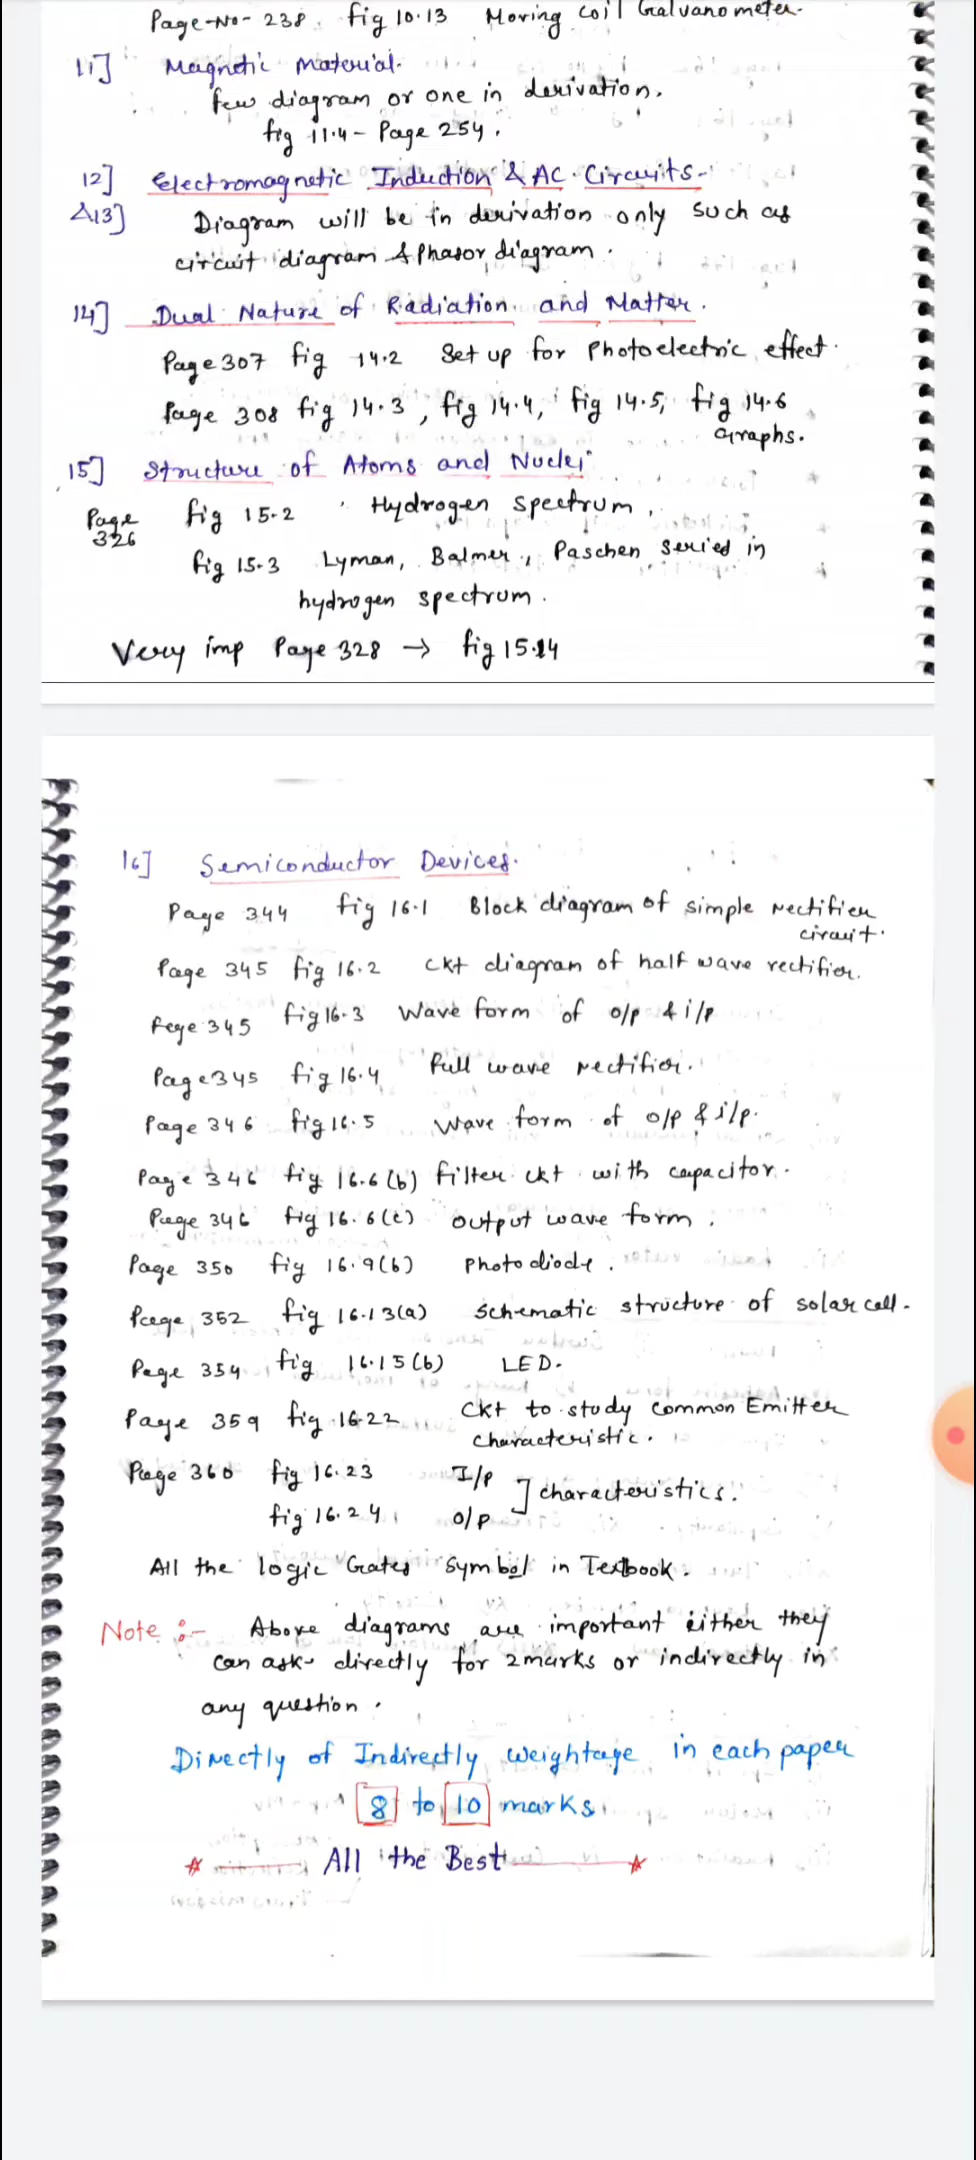 Page-No- 238. fig 10.13 Moving coil Galvanometer.
11] Magnetic material.
few diagram or one in derivation.
fig 11.4 - Page 254.
12] Electromagnetic Induction & AC. Circuits-
&13] Diagram will be in derivation only such as
circuit diagram & Phasor diagram.
14] Dual Nature of Radiation and Matter.
Page 307 fig 14.2 Set up for Photoelectric effect.
Page 308 fig 14.3, fig 14.4, fig 14.5, fig 14.6
Graphs.
15] Structure of Atoms and Nuclei
Page 326 fig 15.2 Hydrogen Spectrum.
fig 15.3 Lyman, Balmer, Paschen seried in
hydrogen spectrum.
Very imp Page 328 → fig 15.14
16] Semiconductor Devices.
Page 344 fig 16.1 Block diagram of simple rectifier
circuit.
Page 345 fig 16.2 ckt diagram of half wave rectifier.
Page 345 fig 16.3 Wave form of o/p & i/p
Page 345 fig 16.4 full wave rectifier.
Page 346 fig 16.5 Wave form of o/p & i/p.
Page 346 fig 16.6 (b) filter ckt with capacitor.
Page 346 fig 16.6(c) output wave form.
Page 350 fig 16.9(b) Photodiode.
Page 352 fig 16.13(a) Schematic structure of solar cell.
Page 354 fig 16.15(b) LED.
Page 359 fig 16.22 Ckt to study Common Emitter
Characteristic.
Page 360 fig 16.23 I/p ] characteristics.
fig 16.24 o/p
All the logic Gates symbol in Textbook.
Note :- Above diagrams are important either they
can ask directly for 2marks or indirectly in
any question.
Directly of Indirectly weightage in each paper
8 to 10 marks
* All the Best *